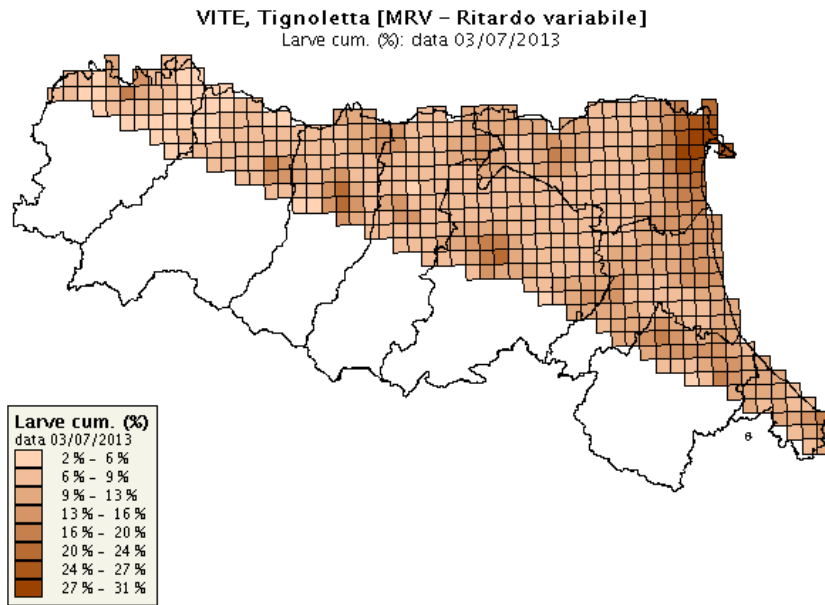 VITE, Tignoletta [MRV – Ritardo variabile]
Larve cum. (%): data 03/07/2013
Larve cum. (%)
data 03/07/2013
2 % – 6 %
6 % – 9 %
9 % – 13 %
13 % – 16 %
16 % – 20 %
20 % – 24 %
24 % – 27 %
27 % – 31 %